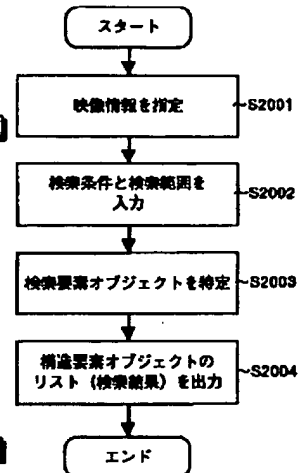 スタート
映像情報を指定
S2001
検索条件と検索範囲を
入力
S2002
検索要素オブジェクトを特定
S2003
構造要素オブジェクトの
リスト（検索結果）を出力
S2004
エンド